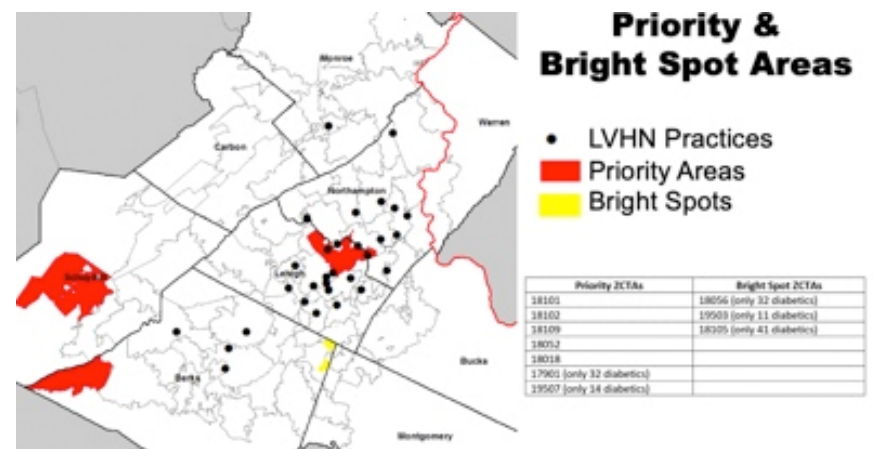 Priority &
Bright Spot Areas
Monroe
Warren
Carbon
Northampton
Lehigh
Berks
Bucks
Montgomery
LVHN Practices
Priority Areas
Bright Spots
Priority ZCTAs Bright Spot ZCTAs
18101 18056 (only 32 diabetics)
18102 19503 (only 11 diabetics)
18109 18105 (only 41 diabetics)
18052
18018
17901 (only 32 diabetics)
19507 (only 14 diabetics)